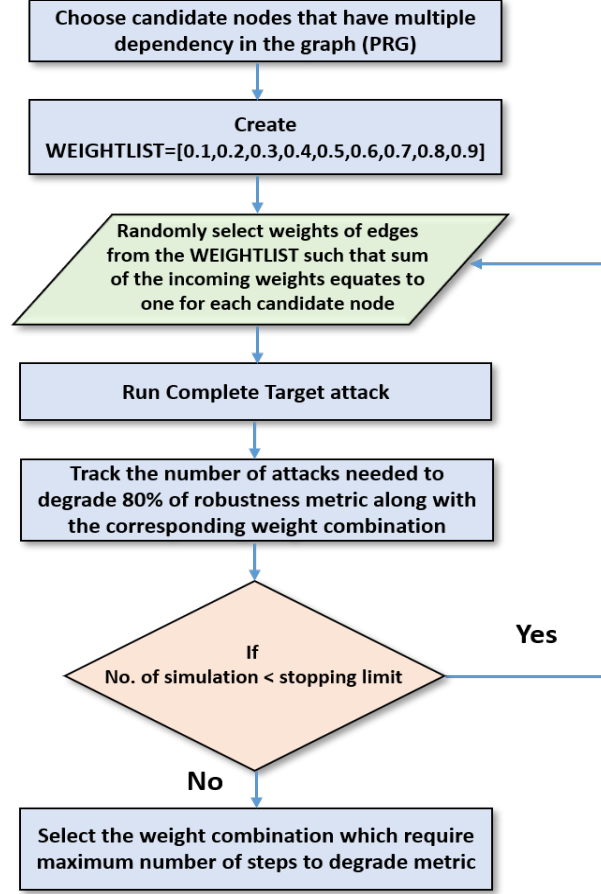 Choose candidate nodes that have multiple
dependency in the graph (PRG)
Create
WEIGHTLIST=[0.1,0.2,0.3,0.4,0.5,0.6,0.7,0.8,0.9]
Randomly select weights of edges
from the WEIGHTLIST such that sum
of the incoming weights equates to
one for each candidate node
Run Complete Target attack
Track the number of attacks needed to
degrade 80% of robustness metric along with
the corresponding weight combination
If
No. of simulation < stopping limit
Yes
No
Select the weight combination which require
maximum number of steps to degrade metric